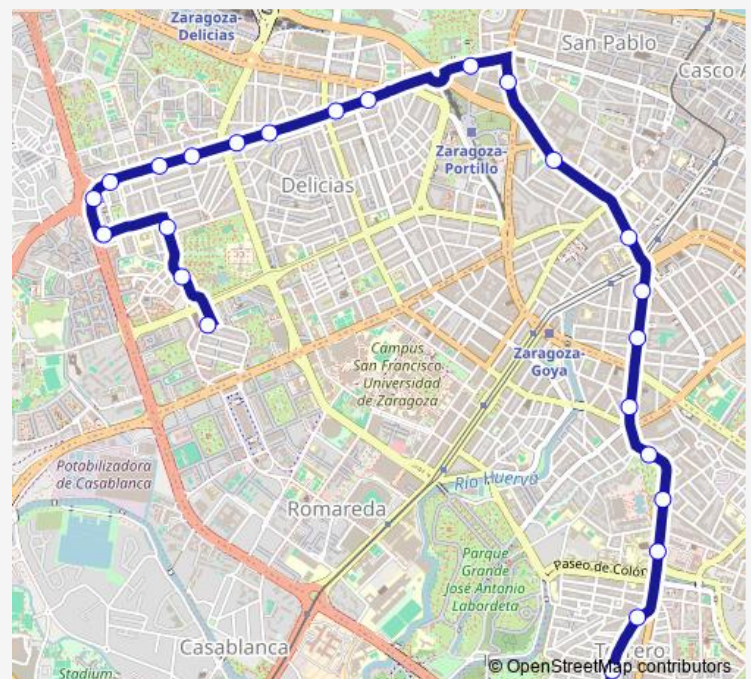 Zaragoza-
Delicias
San Pablo
Casco A
Zaragoza-
Portillo
Delicias
Campus
San Francisco
- Universidad
de Zaragoza
Zaragoza-
Goya
Potabilizadora
de Casablanca
Río Huerva
Romareda
Parque
Grande
José Antonio
Labordeta
Paseo de Colón
Casablanca
Stadium
© OpenStreetMap contributors